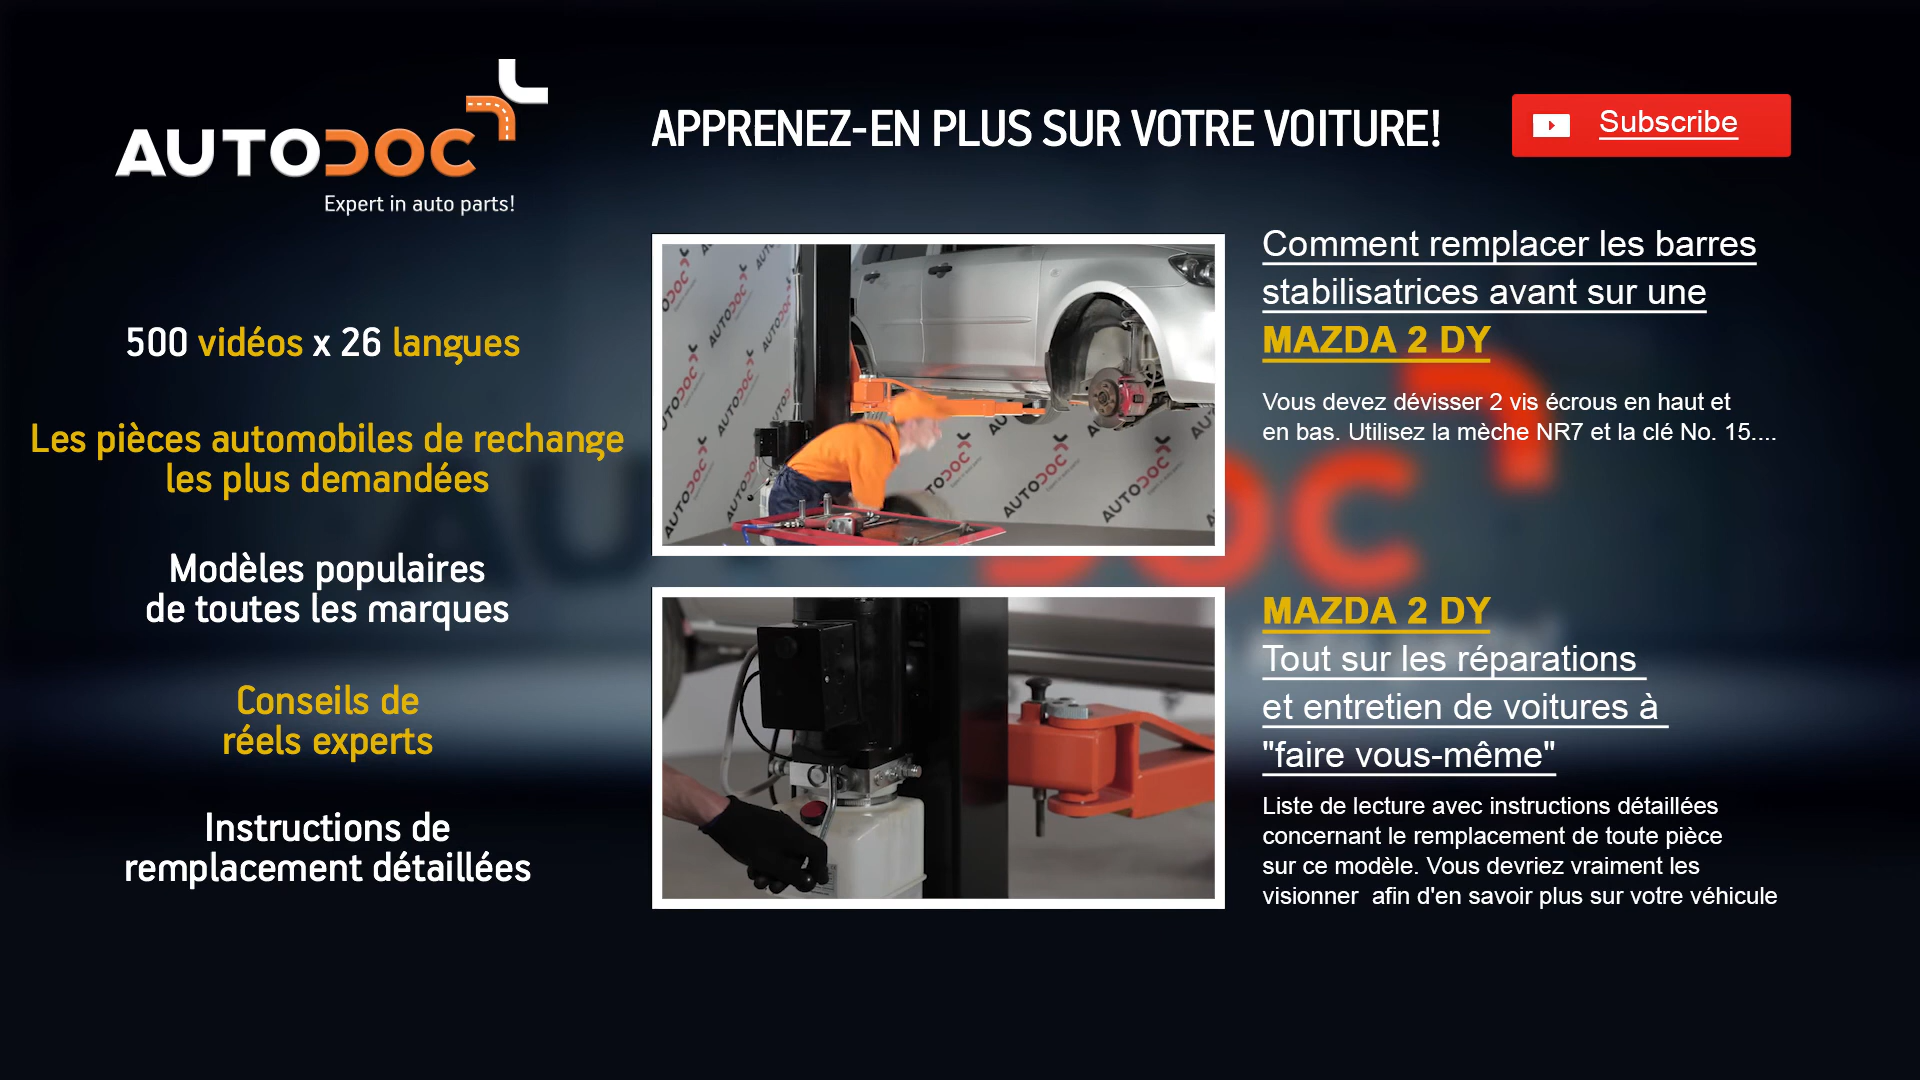 AUTODOC
Expert in auto parts!
APPRENEZ-EN PLUS SUR VOTRE VOITURE!
Subscribe
500 vidéos x 26 langues
Les pièces automobiles de rechange
les plus demandées
Modèles populaires
de toutes les marques
Conseils de
réels experts
Instructions de
remplacement détaillées
AUTODOC
AUTODOC
AUTODOC
AUTODOC
AUTODOC
Comment remplacer les barres
stabilisatrices avant sur une
MAZDA 2 DY
Vous devez dévisser 2 vis écrous en haut et
en bas. Utilisez la mèche NR7 et la clé No. 15....
MAZDA 2 DY
Tout sur les réparations
et entretien de voitures à
"faire vous-même"
Liste de lecture avec instructions détaillées
concernant le remplacement de toute pièce
sur ce modèle. Vous devriez vraiment les
visionner  afin d'en savoir plus sur votre véhicule